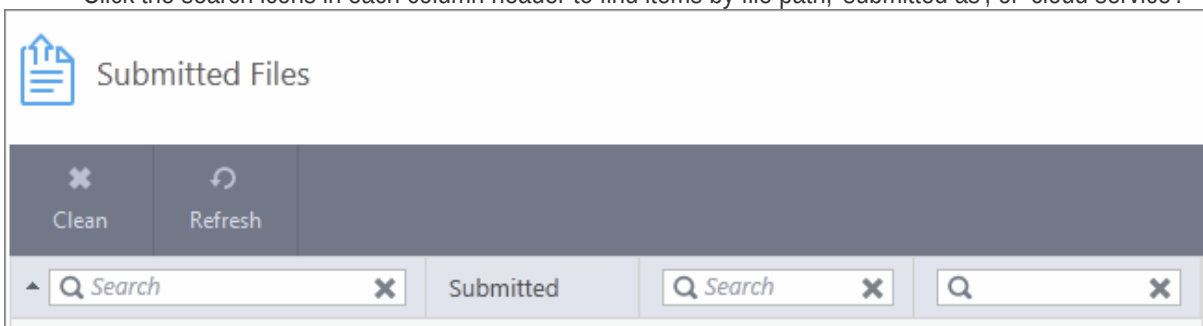 Click the search icons in each column header to find items by file path, 'submitted as', or 'cloud service':
Submitted Files
Clean Refresh
Search Submitted Search